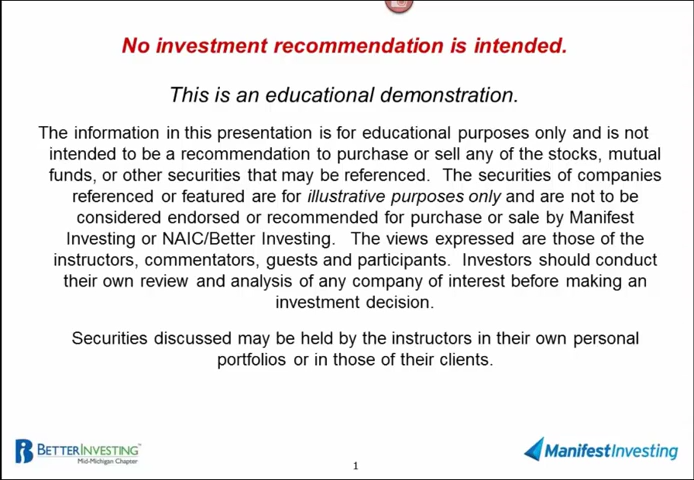 No investment recommendation is intended.
This is an educational demonstration.
The information in this presentation is for educational purposes only and is not
intended to be a recommendation to purchase or sell any of the stocks, mutual
funds, or other securities that may be referenced. The securities of companies
referenced or featured are for illustrative purposes only and are not to be
considered endorsed or recommended for purchase or sale by Manifest
Investing or NAIC/Better Investing. The views expressed are those of the
instructors, commentators, guests and participants. Investors should conduct
their own review and analysis of any company of interest before making an
investment decision.
Securities discussed may be held by the instructors in their own personal
portfolios or in those of their clients.
BETTERINVESTING™
Mid-Michigan Chapter
1
ManifestInvesting